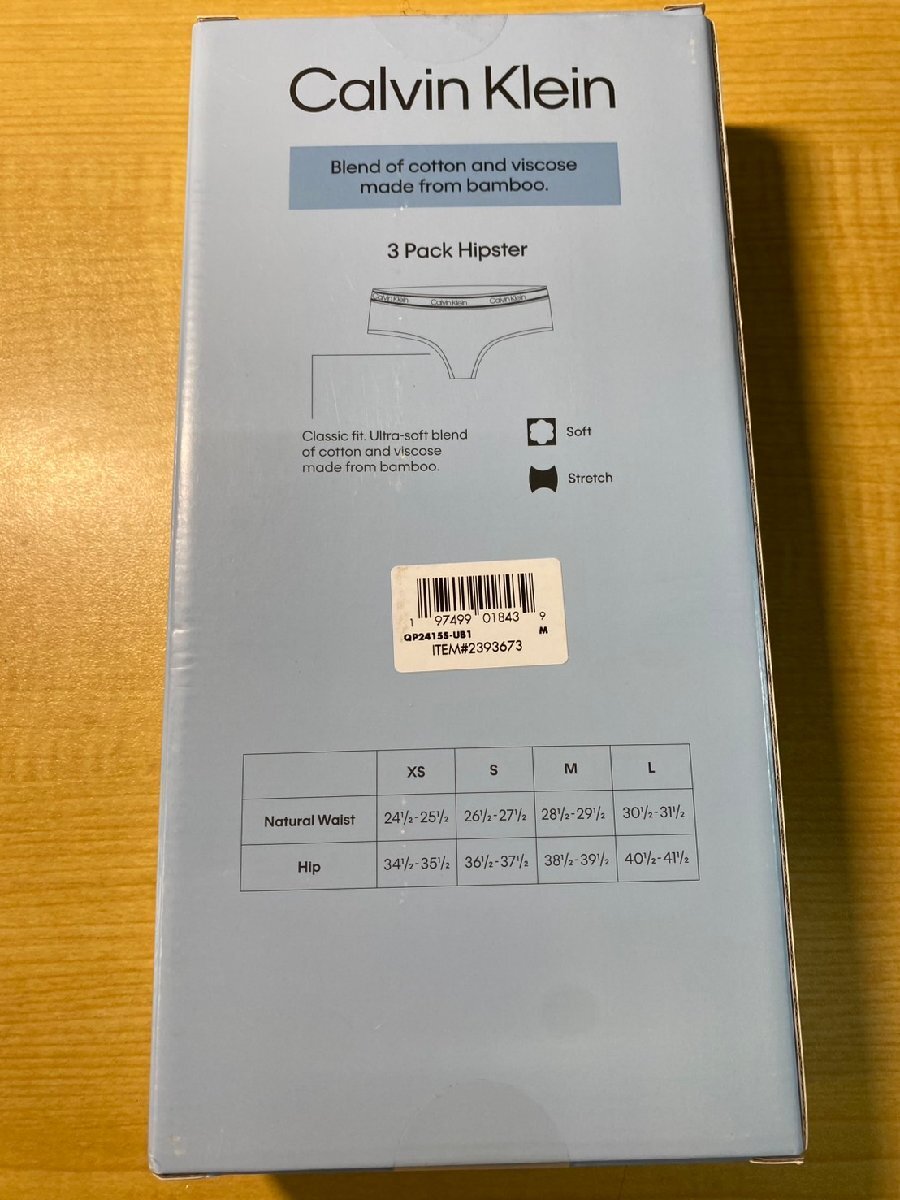 Calvin Klein
Blend of cotton and viscose
made from bamboo.
3 Pack Hipster
Calvin Klein Calvin Klein Calvin Klein
Classic fit. Ultra-soft blend
of cotton and viscose
made from bamboo.
Soft
Stretch
1 97499 01843 9
QP24155-UB1 M
ITEM#2393673
XS S M L
Natural Waist 24½-25½ 26½-27½ 28½-29½ 30½-31½
Hip 34½-35½ 36½-37½ 38½-39½ 40½-41½